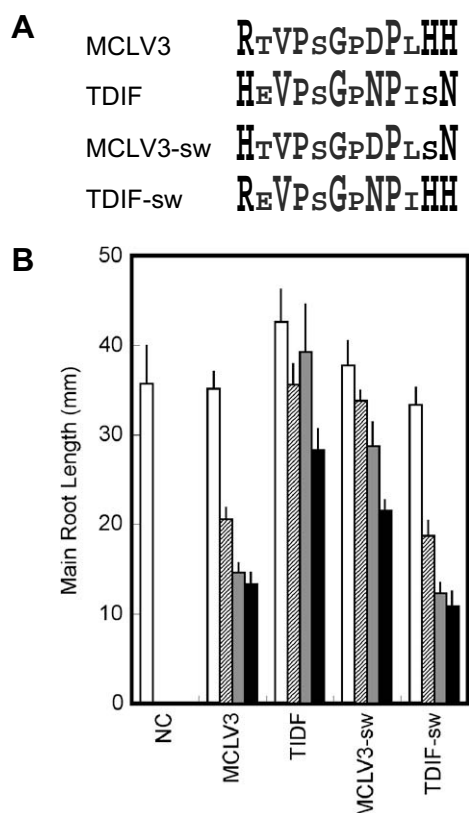 A
MCLV3 RTVPSGPDPLHH
TDIF HEVPSGPNPISN
MCLV3-sw HTVPSGPDPLSN
TDIF-sw REVPSGPNPIHH
B
Main Root Length (mm)
50
40
30
20
10
0
NC
MCLV3
TIDF
MCLV3-sw
TDIF-sw